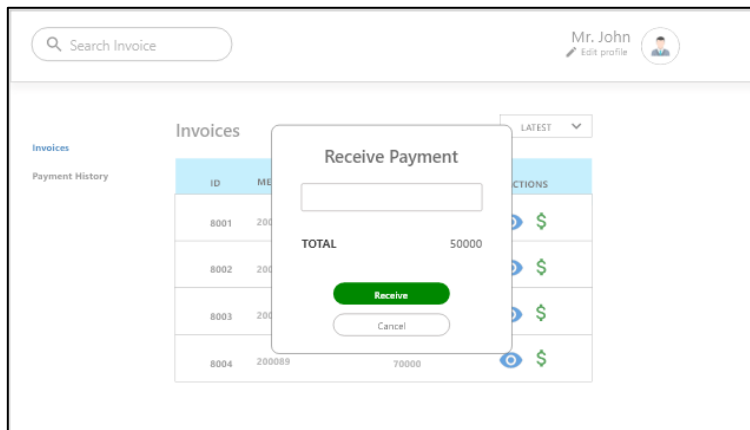 Search Invoice
Mr. John
Edit profile
Invoices
Payment History
Invoices
LATEST
ID ME CTIONS
8001 200
8002 200
8003 200
8004 200089 70000
Receive Payment
TOTAL 50000
Receive
Cancel